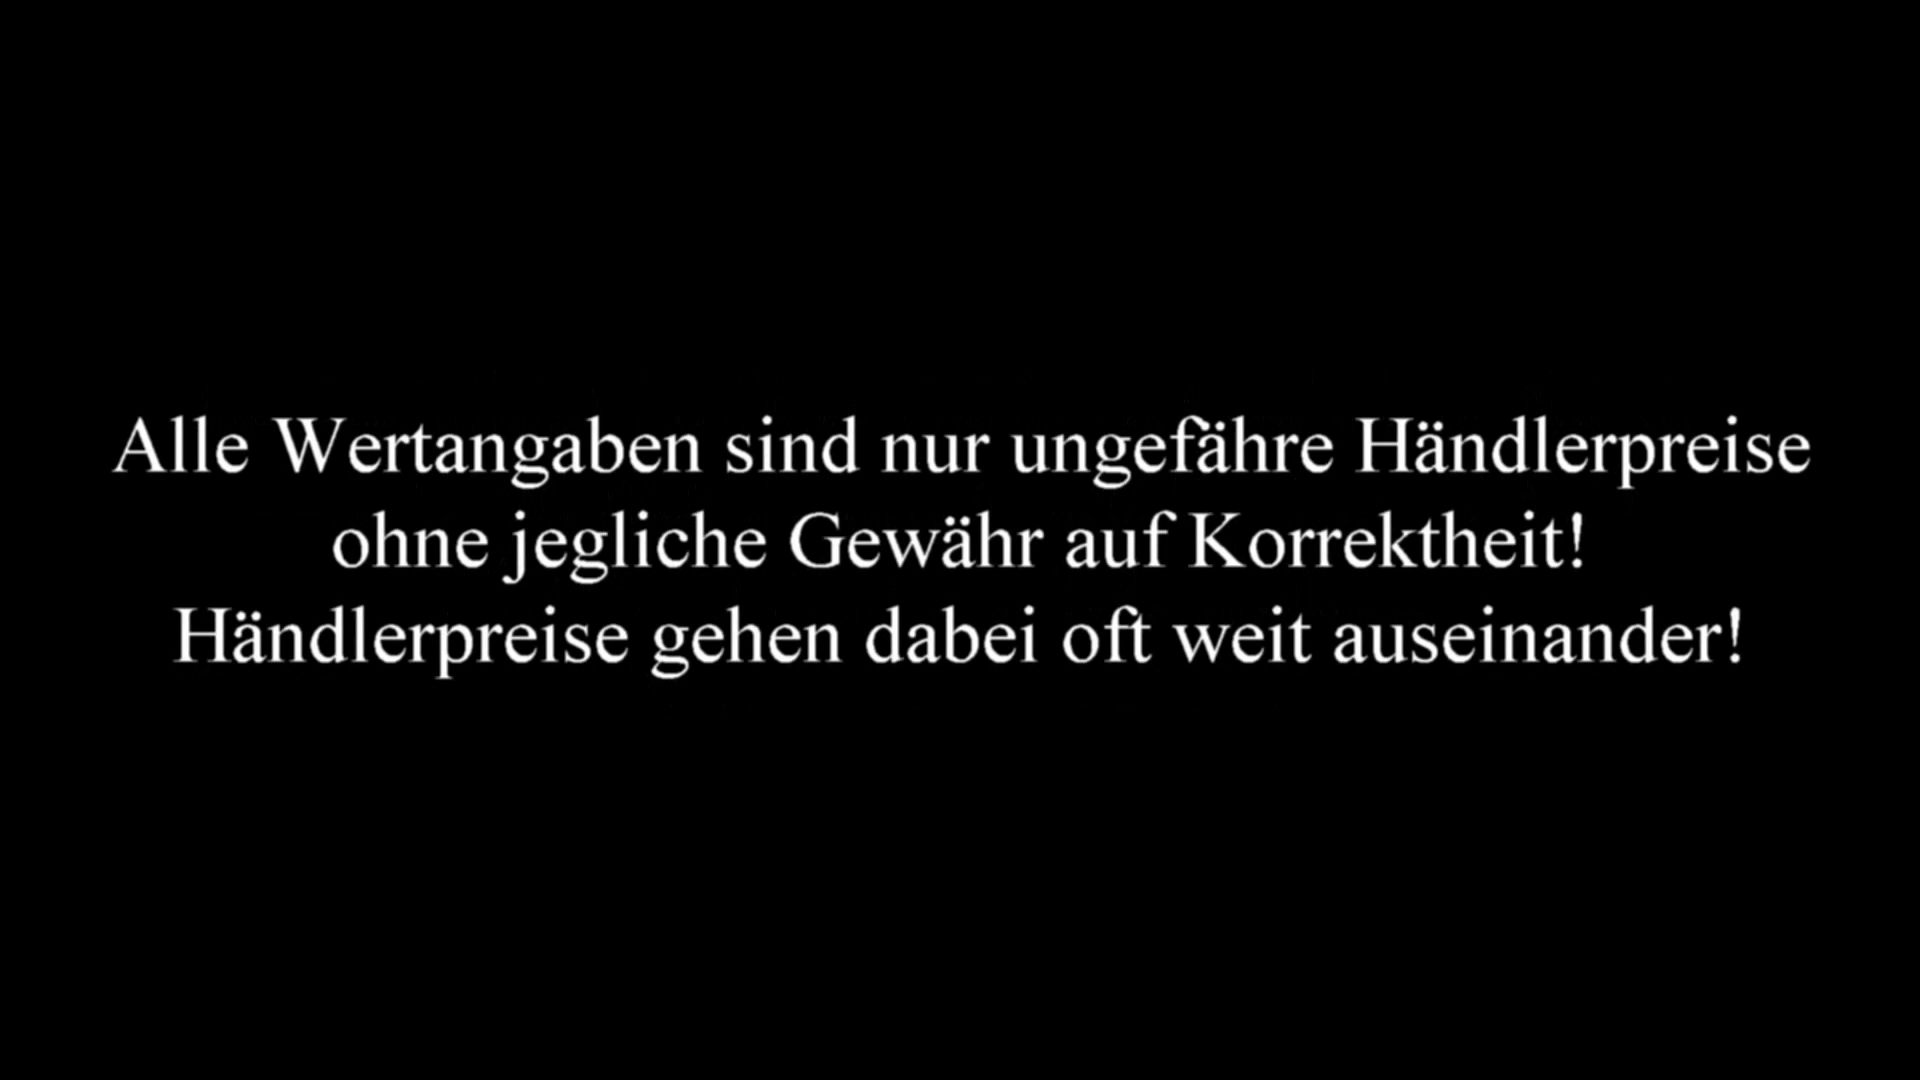 Alle Wertangaben sind nur ungefähre Händlerpreise
ohne jegliche Gewähr auf Korrektheit!
Händlerpreise gehen dabei oft weit auseinander!